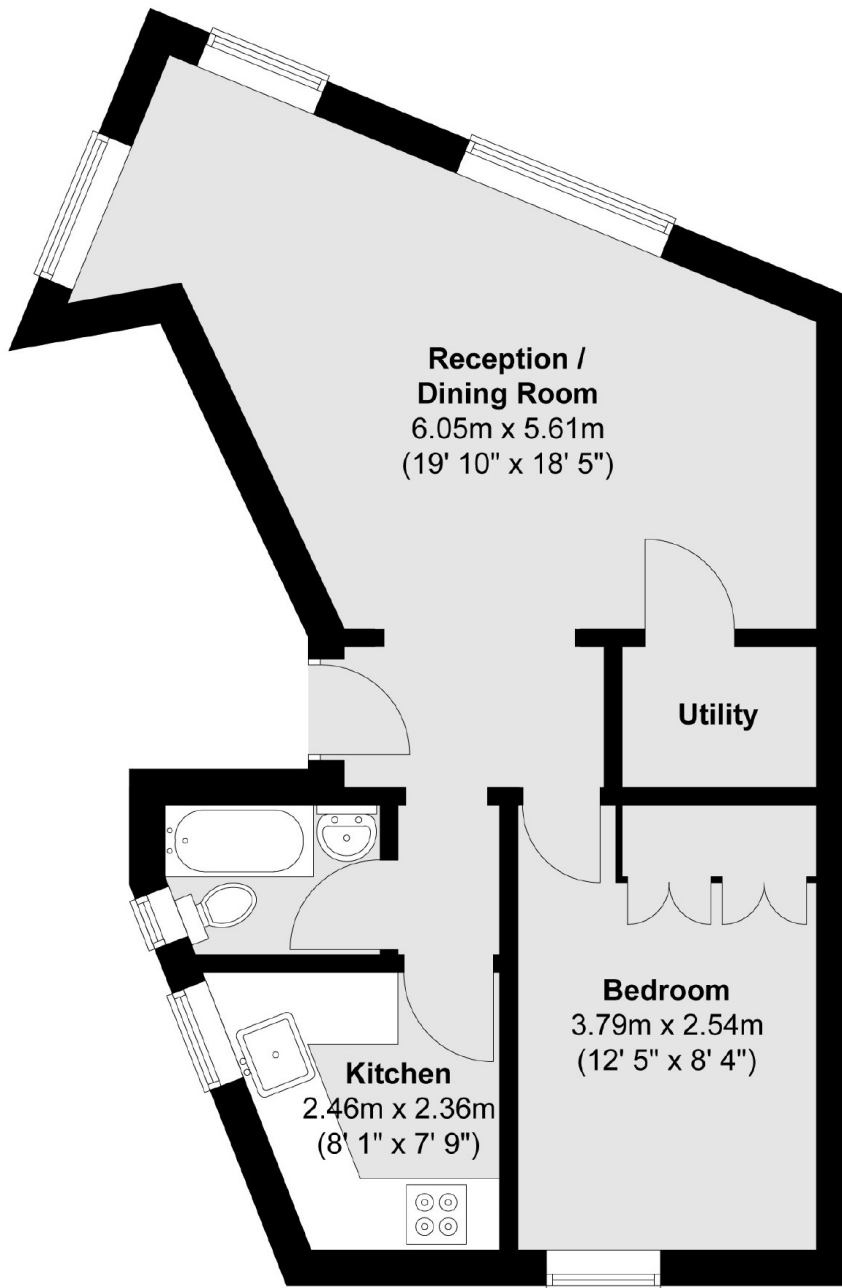 Reception /
Dining Room
6.05m x 5.61m
(19' 10" x 18' 5")
Utility
Bedroom
3.79m x 2.54m
(12' 5" x 8' 4")
Kitchen
2.46m x 2.36m
(8' 1" x 7' 9")